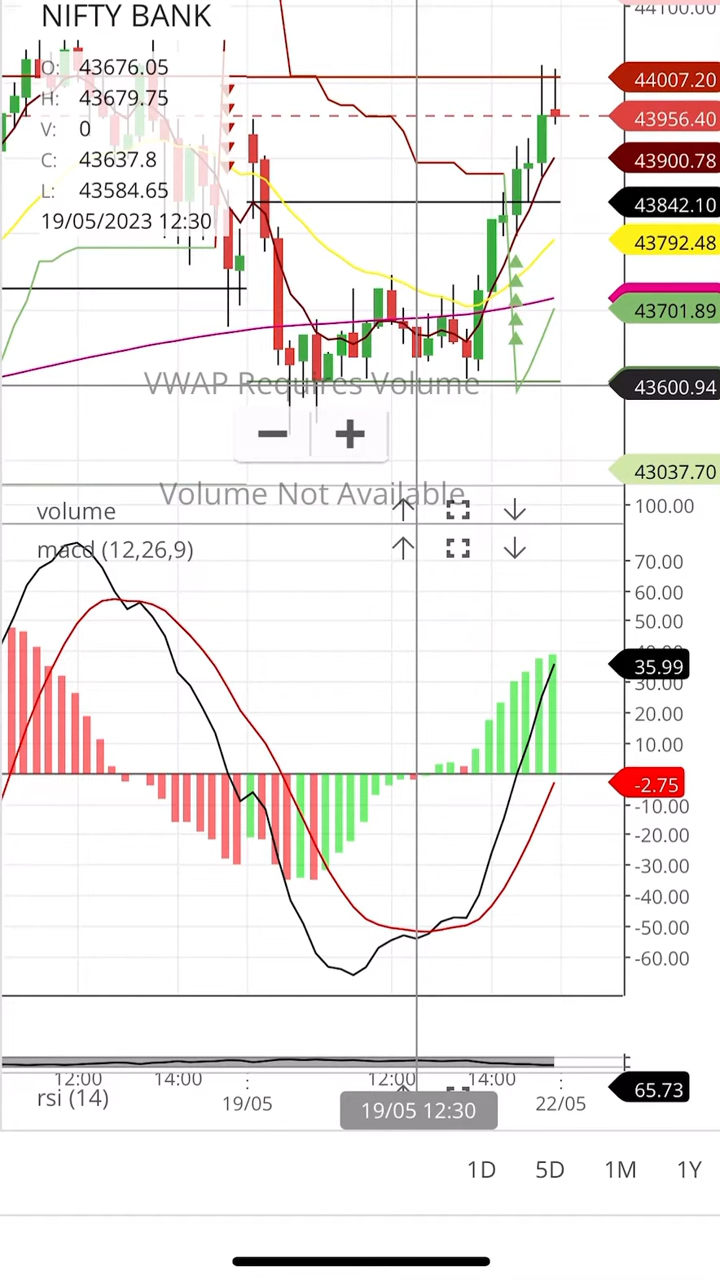 NIFTY BANK
44100.00
O: 43676.05
H: 43679.75
V: 0
C: 43637.8
L: 43584.65
19/05/2023 12:30
44007.20
43956.40
43900.78
43842.10
43792.48
43701.89
43600.94
43037.70
VWAP Requires Volume
− +
Volume Not Available
volume
100.00
macd (12,26,9)
70.00
60.00
50.00
35.99
30.00
20.00
10.00
-2.75
-10.00
-20.00
-30.00
-40.00
-50.00
-60.00
12:00 14:00 12:00 14:00
rsi (14)
65.73
19/05 19/05 12:30 22/05
1D 5D 1M 1Y